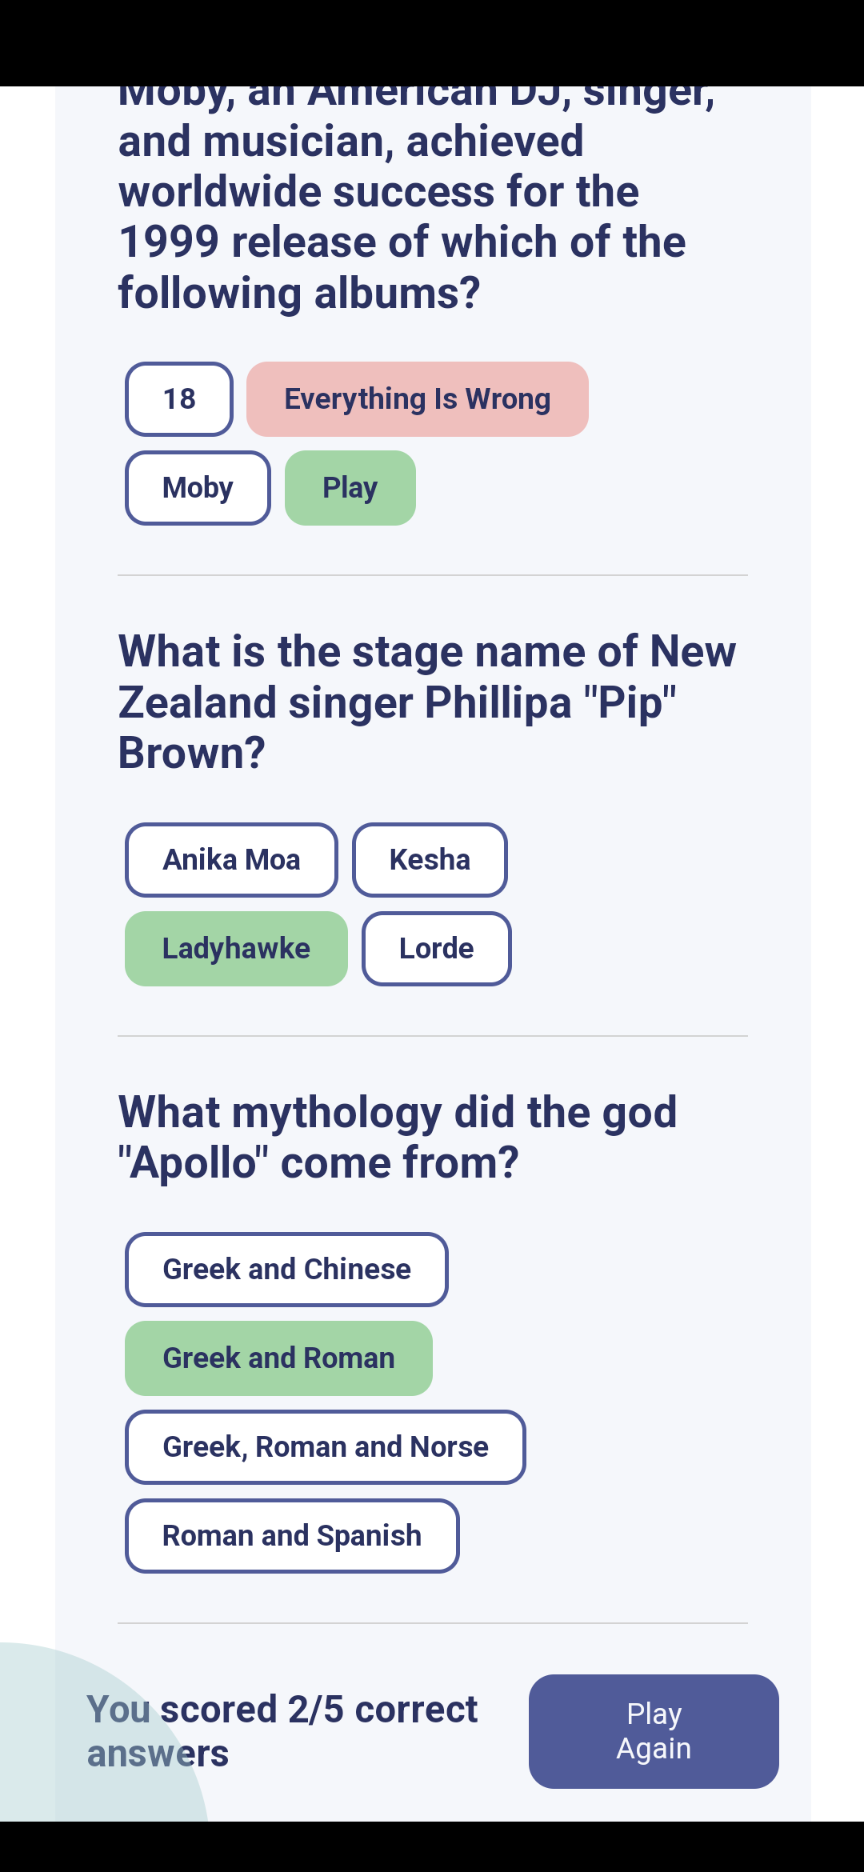 Moby, an American DJ, singer,
and musician, achieved
worldwide success for the
1999 release of which of the
following albums?
18
Everything Is Wrong
Moby
Play
What is the stage name of New
Zealand singer Phillipa "Pip"
Brown?
Anika Moa
Kesha
Ladyhawke
Lorde
What mythology did the god
"Apollo" come from?
Greek and Chinese
Greek and Roman
Greek, Roman and Norse
Roman and Spanish
You scored 2/5 correct
answers
Play
Again